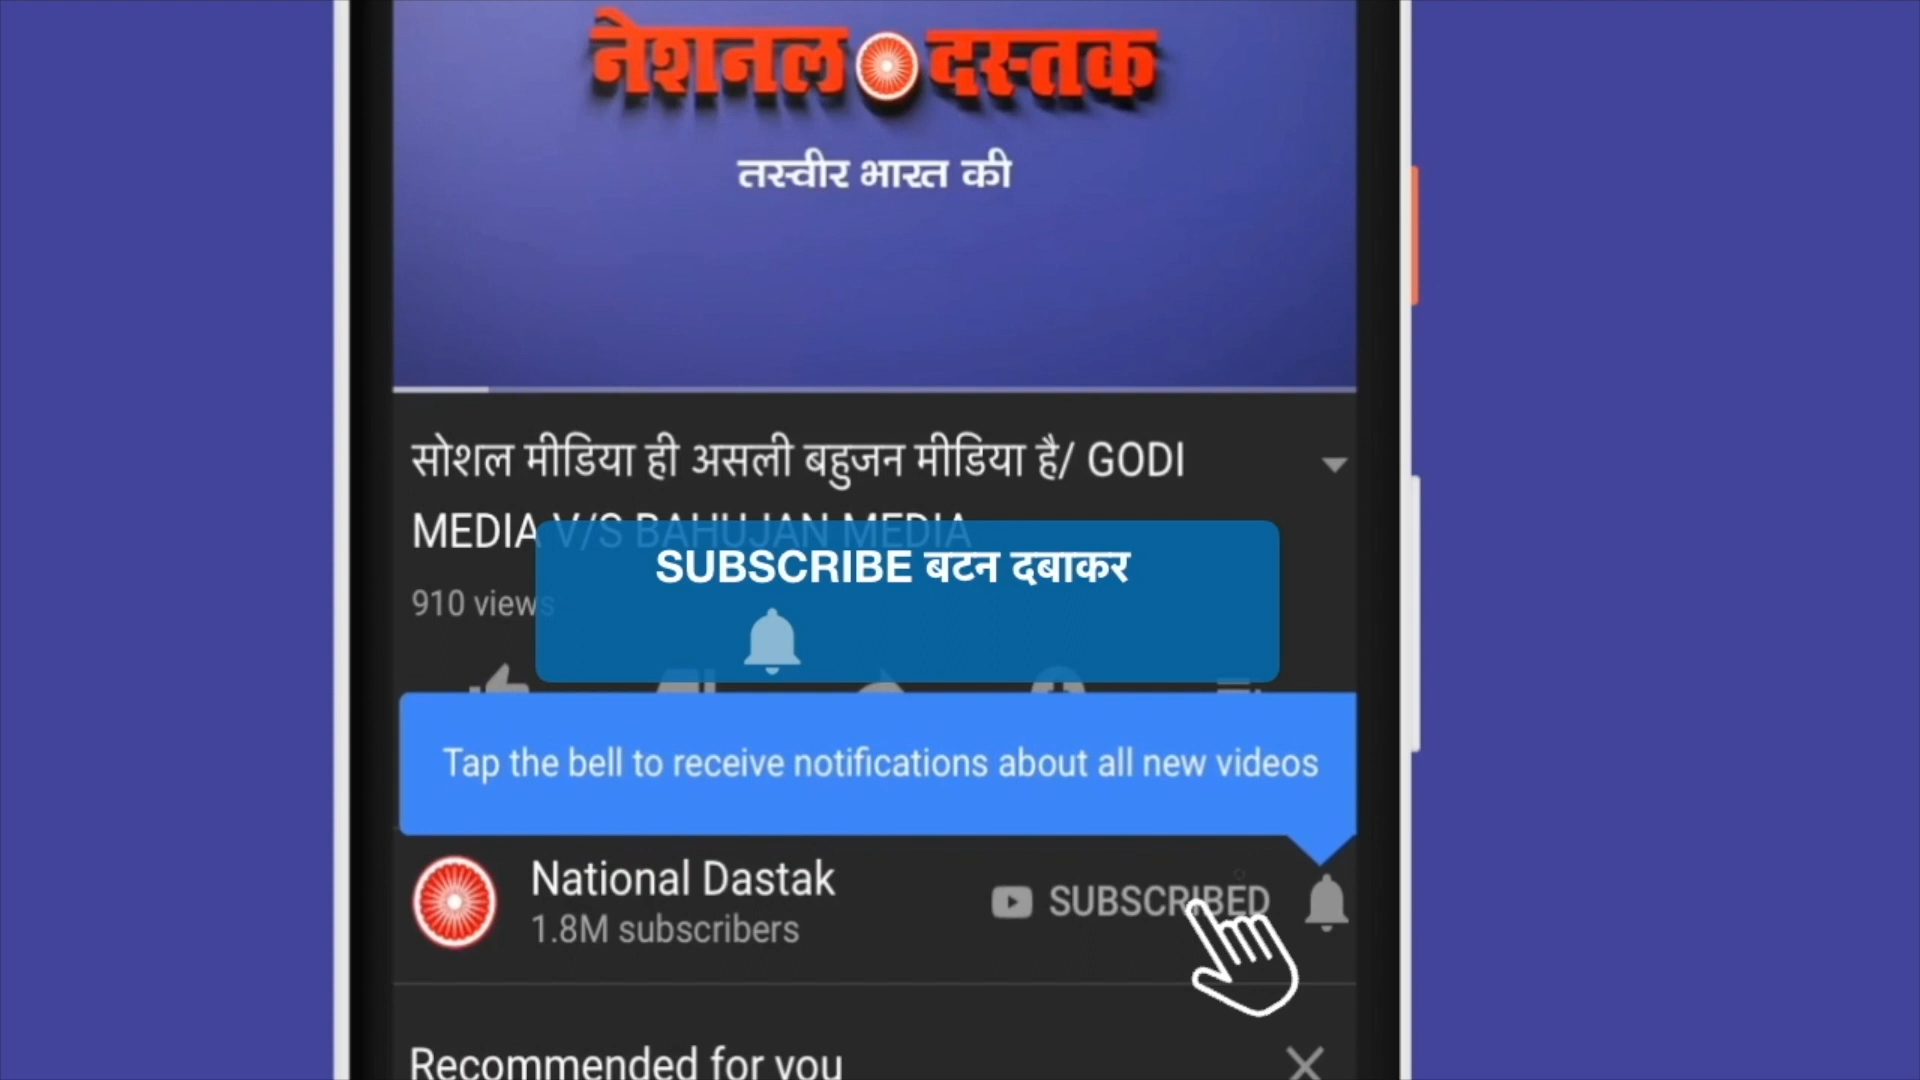 नेशनल दस्तक
तस्वीर भारत की
सोशल मीडिया ही असली बहुजन मीडिया है/ GODI
MEDIA V/S BAHUJAN MEDIA
910 views
SUBSCRIBE बटन दबाकर
Tap the bell to receive notifications about all new videos
National Dastak
1.8M subscribers
SUBSCRIBED
Recommended for you